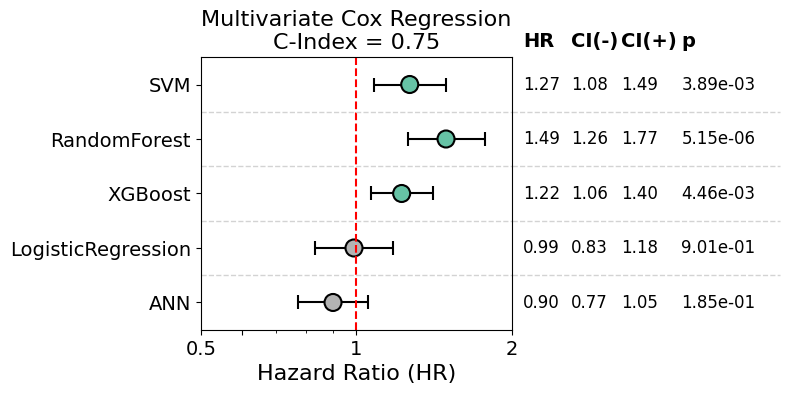 Multivariate Cox Regression
C-Index = 0.75
HR CI(-) CI(+) p
SVM 1.27 1.08 1.49 3.89e-03
RandomForest 1.49 1.26 1.77 5.15e-06
XGBoost 1.22 1.06 1.40 4.46e-03
LogisticRegression 0.99 0.83 1.18 9.01e-01
ANN 0.90 0.77 1.05 1.85e-01
0.5 1 2
Hazard Ratio (HR)